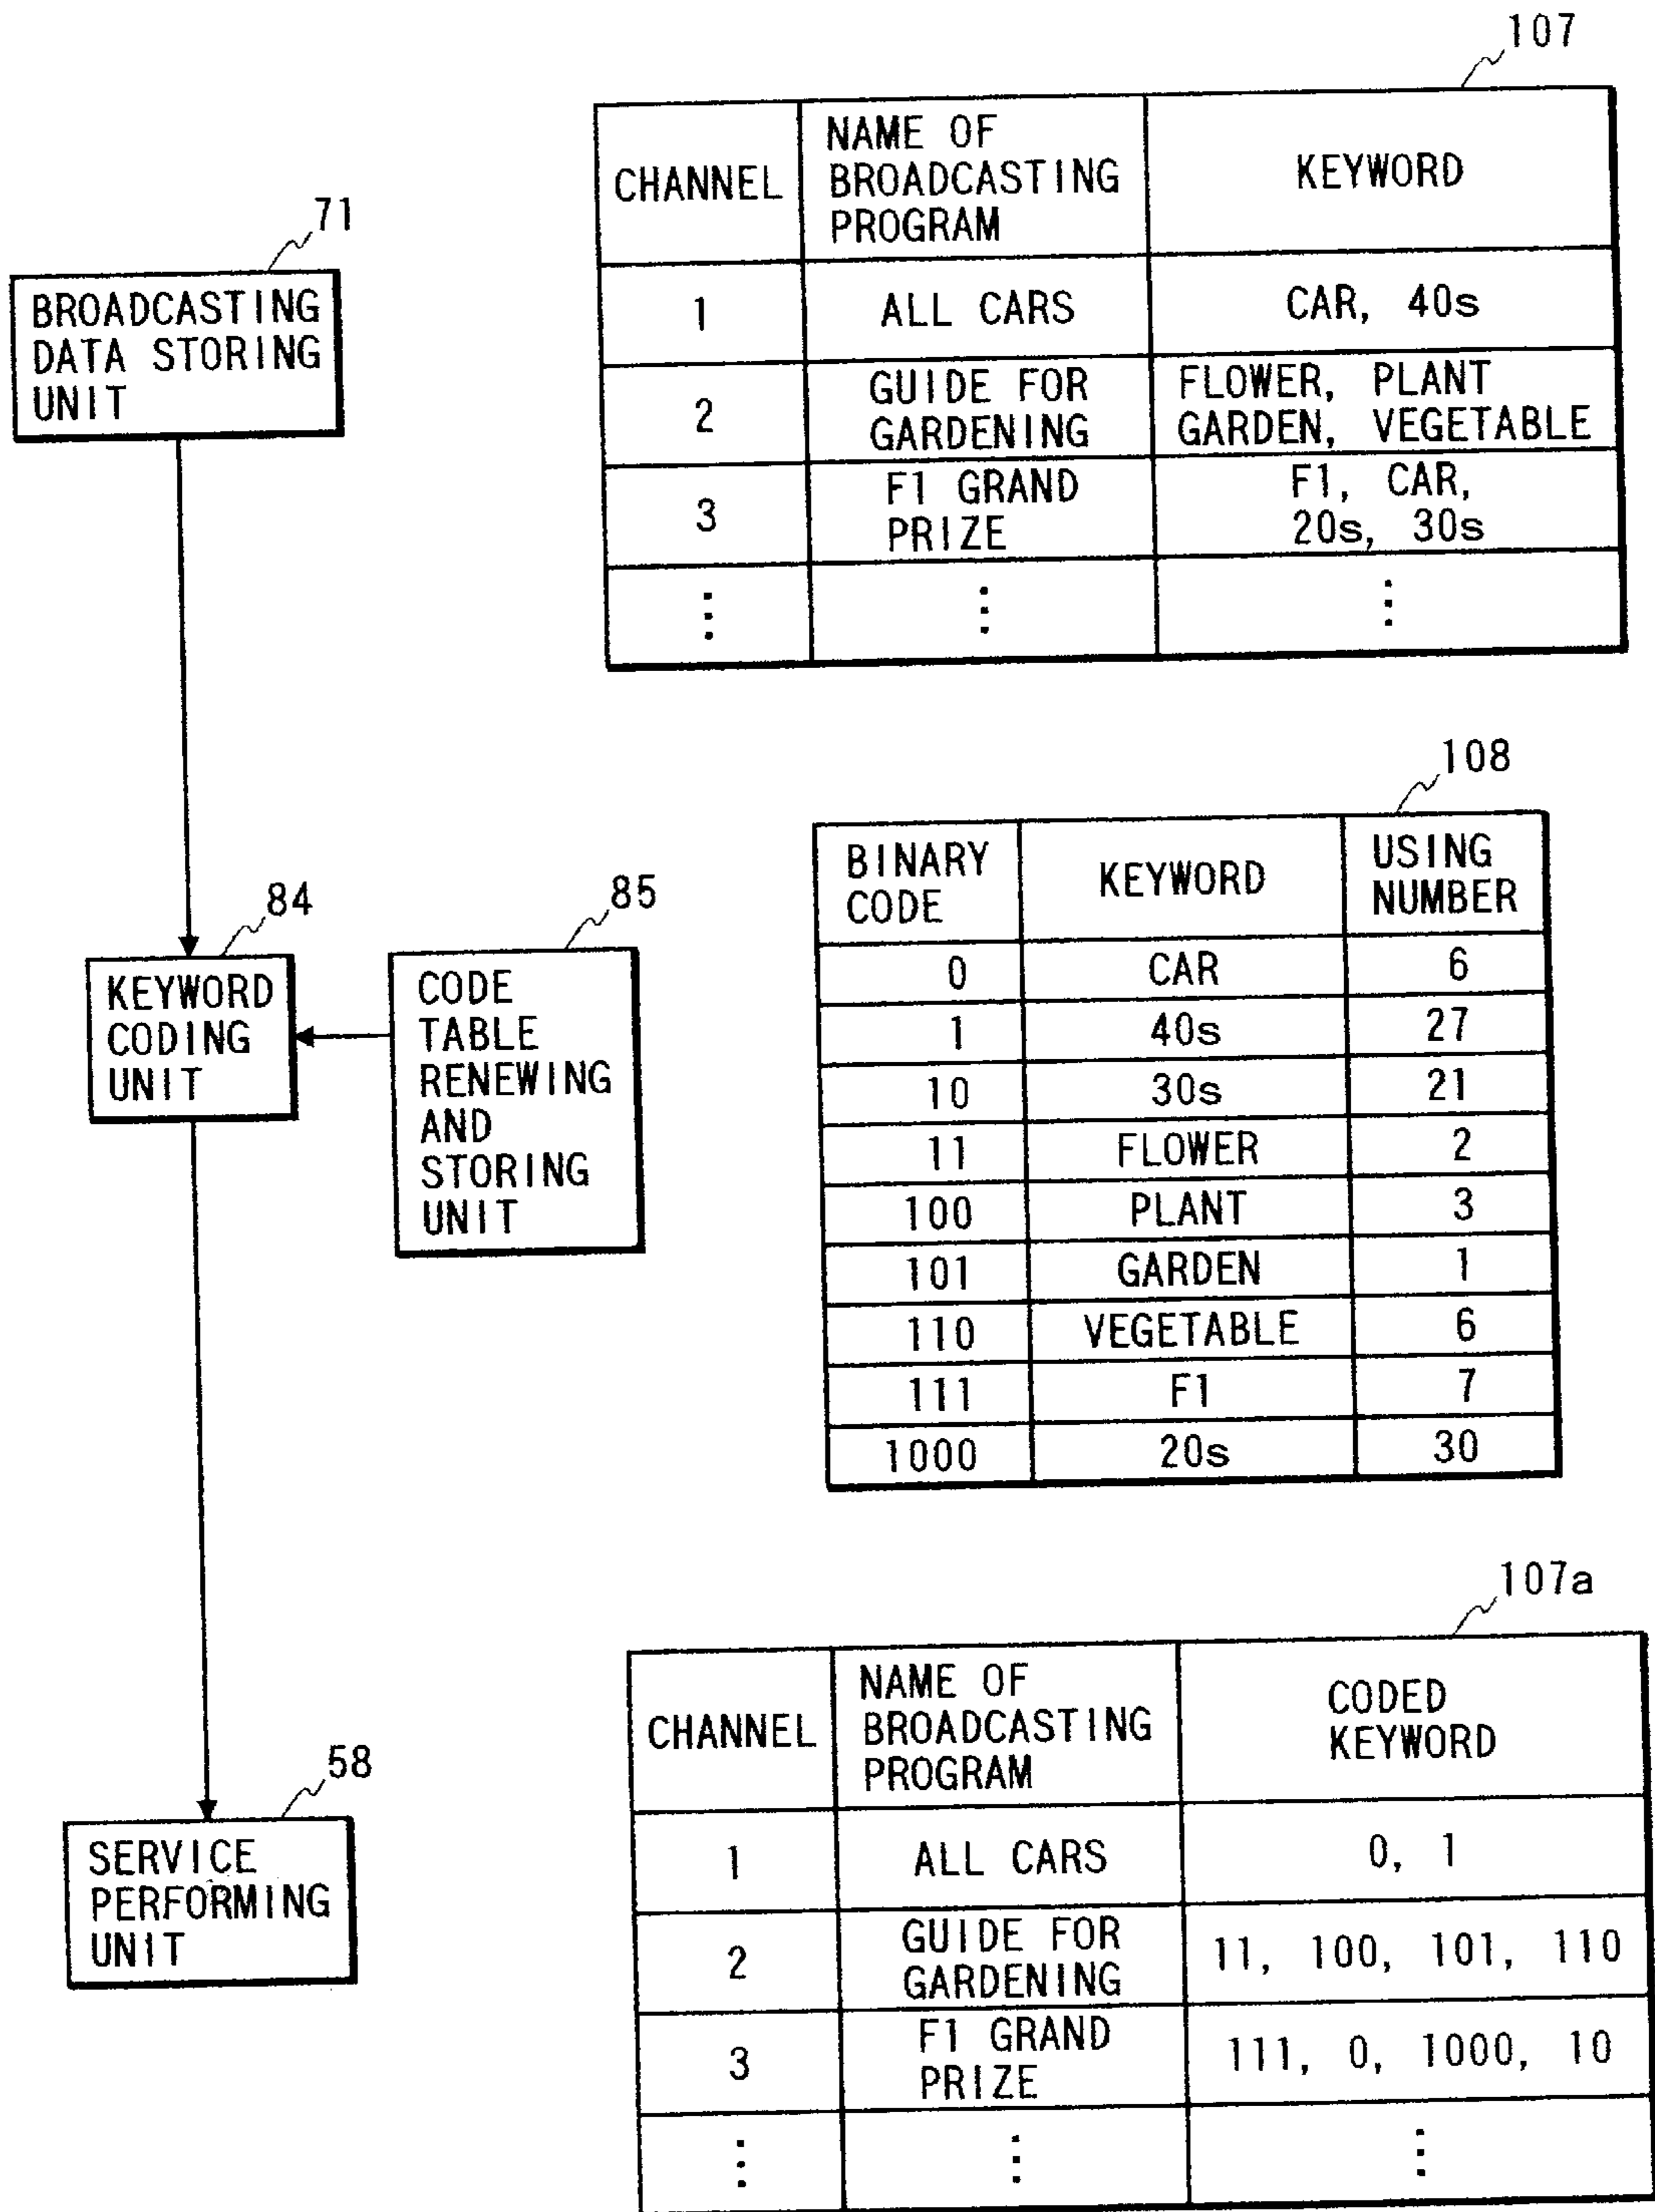 107
CHANNEL
NAME OF
BROADCASTING
PROGRAM
KEYWORD
1
ALL CARS
CAR, 40s
2
GUIDE FOR
GARDENING
FLOWER, PLANT
GARDEN, VEGETABLE
3
F1 GRAND
PRIZE
F1, CAR,
20s, 30s
71
BROADCASTING
DATA STORING
UNIT
84
KEYWORD
CODING
UNIT
85
CODE
TABLE
RENEWING
AND
STORING
UNIT
108
BINARY
CODE
KEYWORD
USING
NUMBER
0
CAR
6
1
40s
27
10
30s
21
11
FLOWER
2
100
PLANT
3
101
GARDEN
1
110
VEGETABLE
6
111
F1
7
1000
20s
30
58
SERVICE
PERFORMING
UNIT
107a
CHANNEL
NAME OF
BROADCASTING
PROGRAM
CODED
KEYWORD
1
ALL CARS
0, 1
2
GUIDE FOR
GARDENING
11, 100, 101, 110
3
F1 GRAND
PRIZE
111, 0, 1000, 10